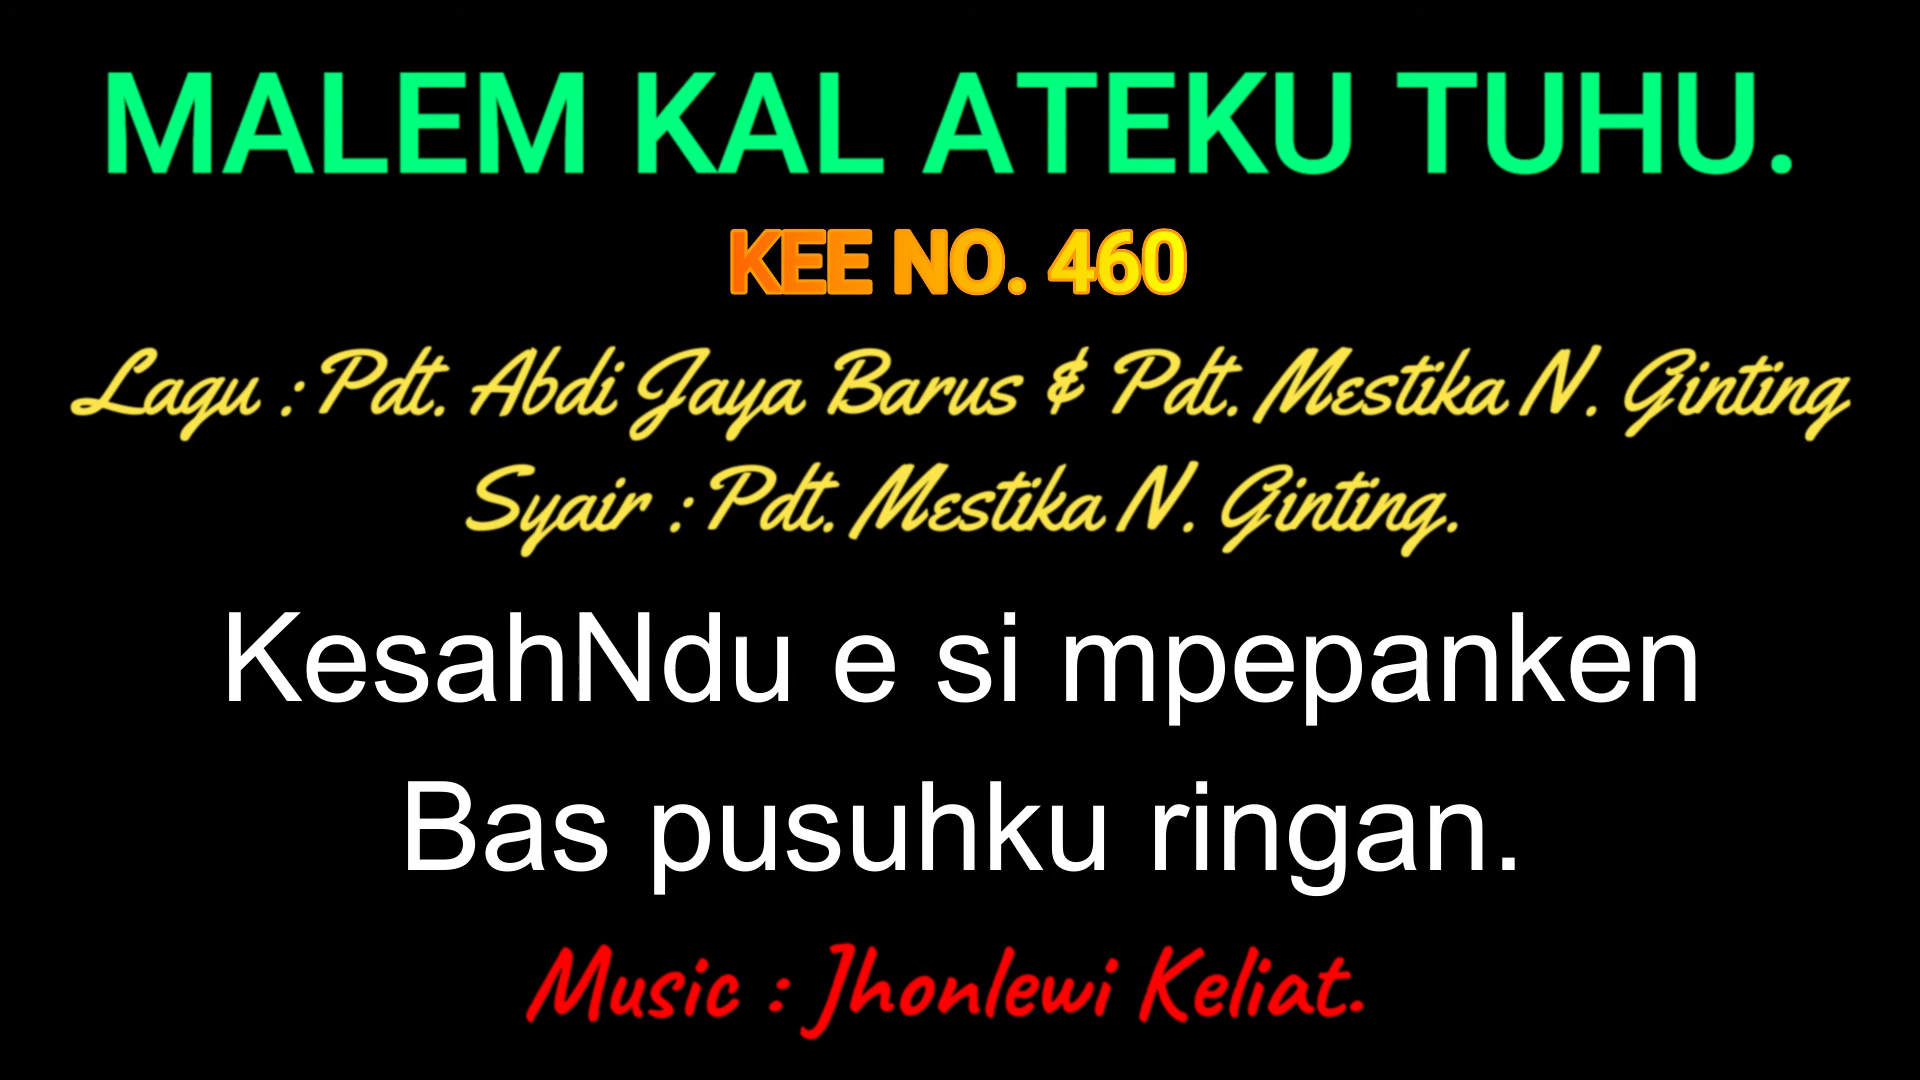 MALEM KAL ATEKU TUHU.
KEE NO. 460
Lagu : Pdt. Abdi Jaya Barus & Pdt. Mestika N. Ginting
Syair : Pdt. Mestika N. Ginting.
KesahNdu e si mpepanken
Bas pusuhku ringan.
Music : Jhonlewi Keliat.